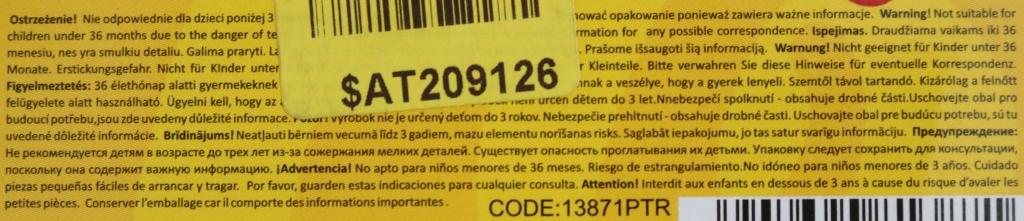 Ostrzeżenie! Nie odpowiednie dla dzieci poniżej 3 nować opakowanie ponieważ zawiera ważne informacje. Warning! Not suitable for
children under 36 months due to the danger of te rmation for any possible correspondence. Ispejimas. Draudžiama vaikams iki 36
menesiu, nes yra smulkiu detaliu. Galima praryti. La . Prašome išsaugoti šią informaciją. Warnung! Nicht geeignet für Kinder unter 36
Monate. Erstickungsgefahr. Nicht für Kinder unter Kleinteile. Bitte verwahren Sie diese Hinweise für eventuelle Korrespondenz.
Figyelmeztetés: 36 élethónap alatti gyermekeknek nak a veszélye, hogy a gyerek lenyeli. Szemtől távol tartandó. Kizárólag a felnőtt
felügyelete alatt használható. Ügyelni kell, hogy az určen dětem do 3 let.Nnebezpečí spolknutí - obsahuje drobné části.Uschovejte obal pro
budoucí potřebu,jsou zde uvedeny důležité informace. Pozor! Výrobok nie je určený deťom do 3 rokov. Nebezpečie prehltnutí - obsahuje drobné časti. Uschovajte obal pre budúcu potrebu, sú tu
uvedené dôležité informácie. Brīdinājums! Neatļauti bērniem vecumā līdz 3 gadiem, mazu elementu norīšanas risks. Saglabāt iepakojumu, jo tas satur svarīgu informāciju. Предупреждение:
Не рекомендуется детям в возрасте до трех лет из-за сожержания мелких деталей. Существует опасность проглатывания их детьми. Упаковку следует сохранить для консультации,
поскольку она содержит важную информацию. ¡Advertencia! No apto para niños menores de 36 meses. Riesgo de estrangulamiento.No idóneo para niños menores de 3 años. Cuidado
piezas pequeñas fáciles de arrancar y tragar. Por favor, guarden estas indicaciones para cualquier consulta. Attention! Interdit aux enfants en dessous de 3 ans à cause du risque d'avaler les
petites pièces. Conserver l'emballage car il comporte des informations importantes.
$AT209126
CODE:13871PTR